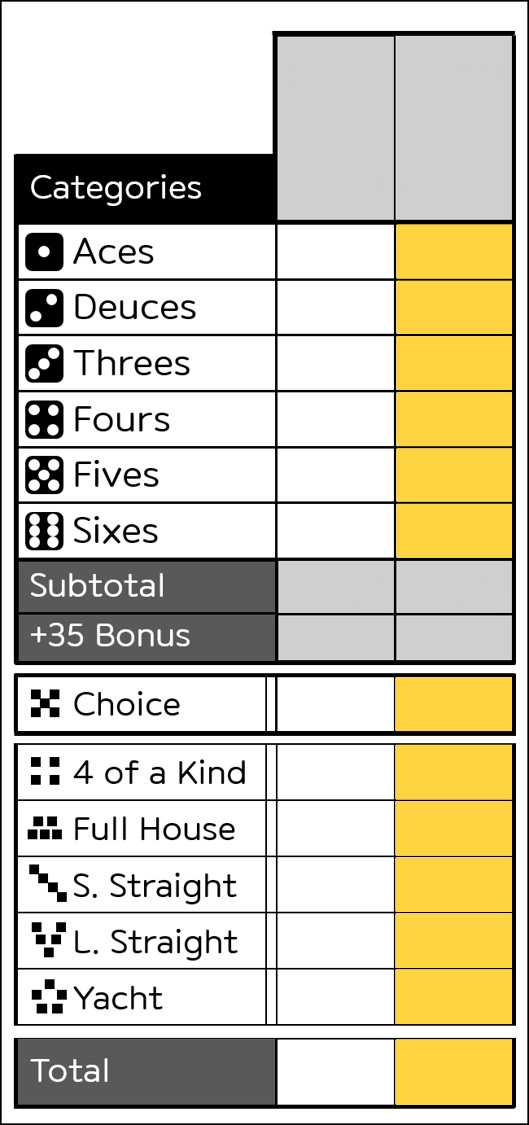 Categories
Aces
Deuces
Threes
Fours
Fives
Sixes
Subtotal
+35 Bonus
Choice
4 of a Kind
Full House
S. Straight
L. Straight
Yacht
Total